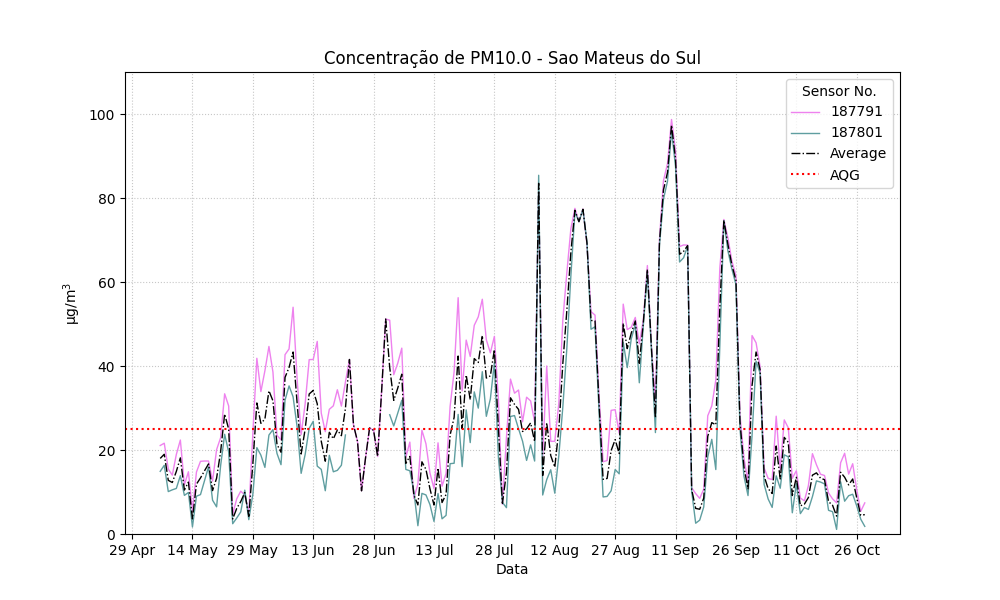 Concentração de PM10.0 - Sao Mateus do Sul
Sensor No.
187791
187801
Average
AQG
100
80
60
40
20
0
µg/m³
29 Apr 14 May 29 May 13 Jun 28 Jun 13 Jul 28 Jul 12 Aug 27 Aug 11 Sep 26 Sep 11 Oct 26 Oct
Data